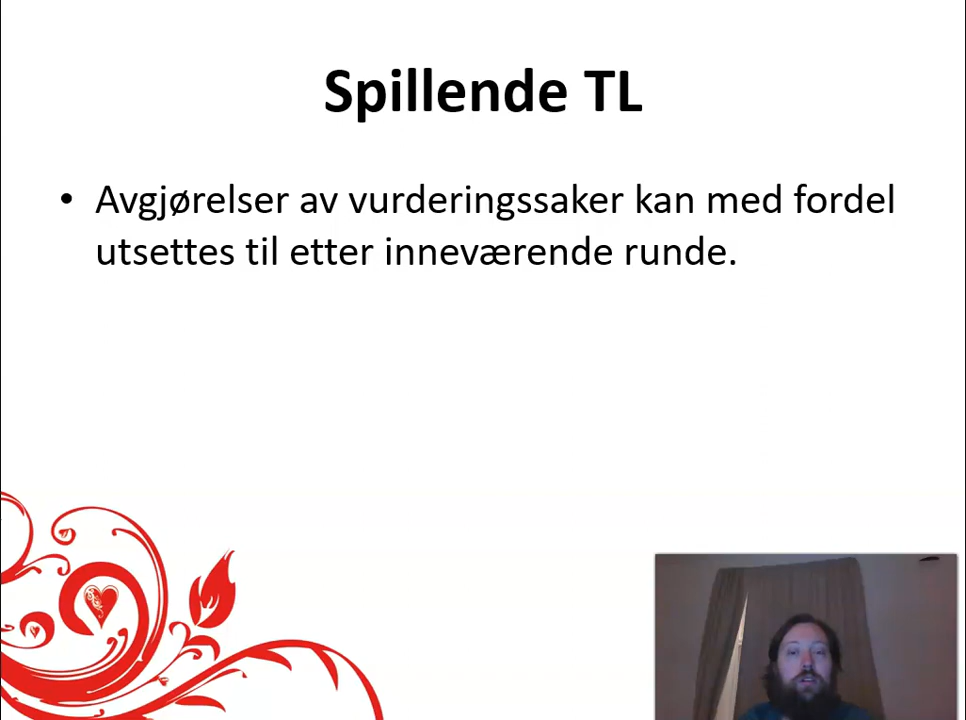 Spillende TL
• Avgjørelser av vurderingssaker kan med fordel
utsettes til etter inneværende runde.